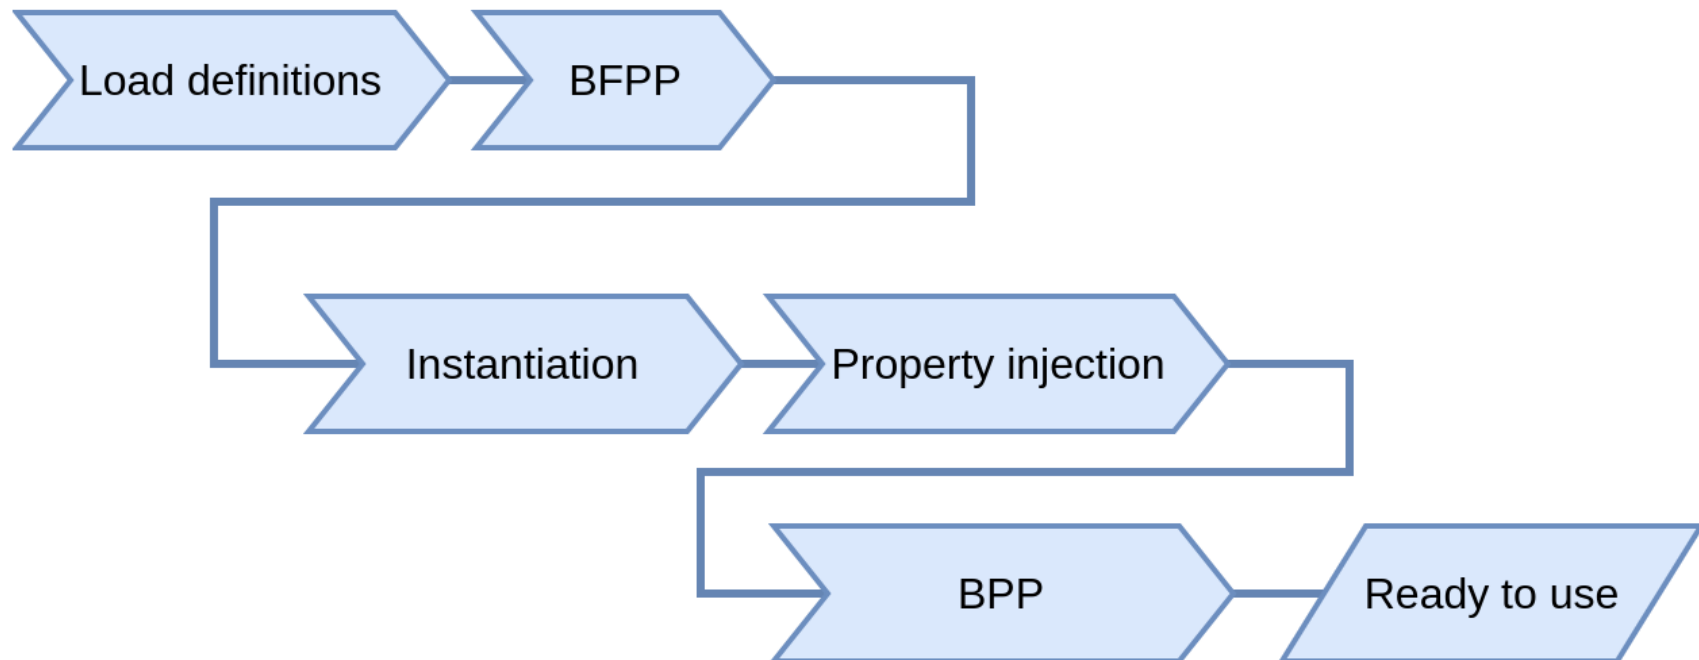 Load definitions
BFPP
Instantiation
Property injection
BPP
Ready to use